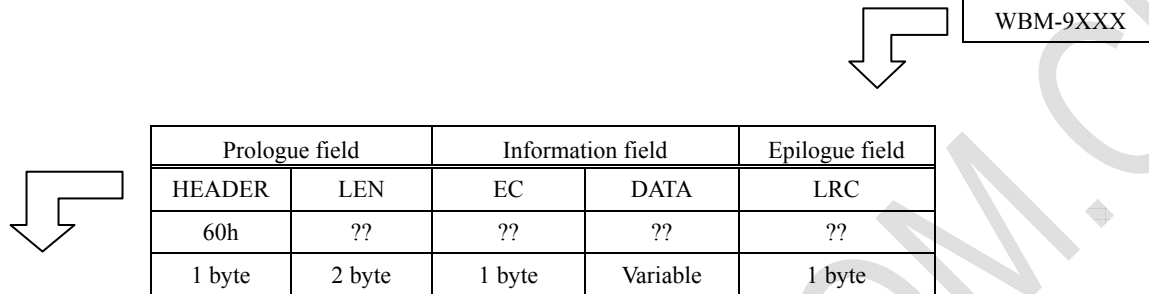 WBM-9XXX
Prologue field Information field Epilogue field
HEADER LEN EC DATA LRC
60h ?? ?? ?? ??
1 byte 2 byte 1 byte Variable 1 byte